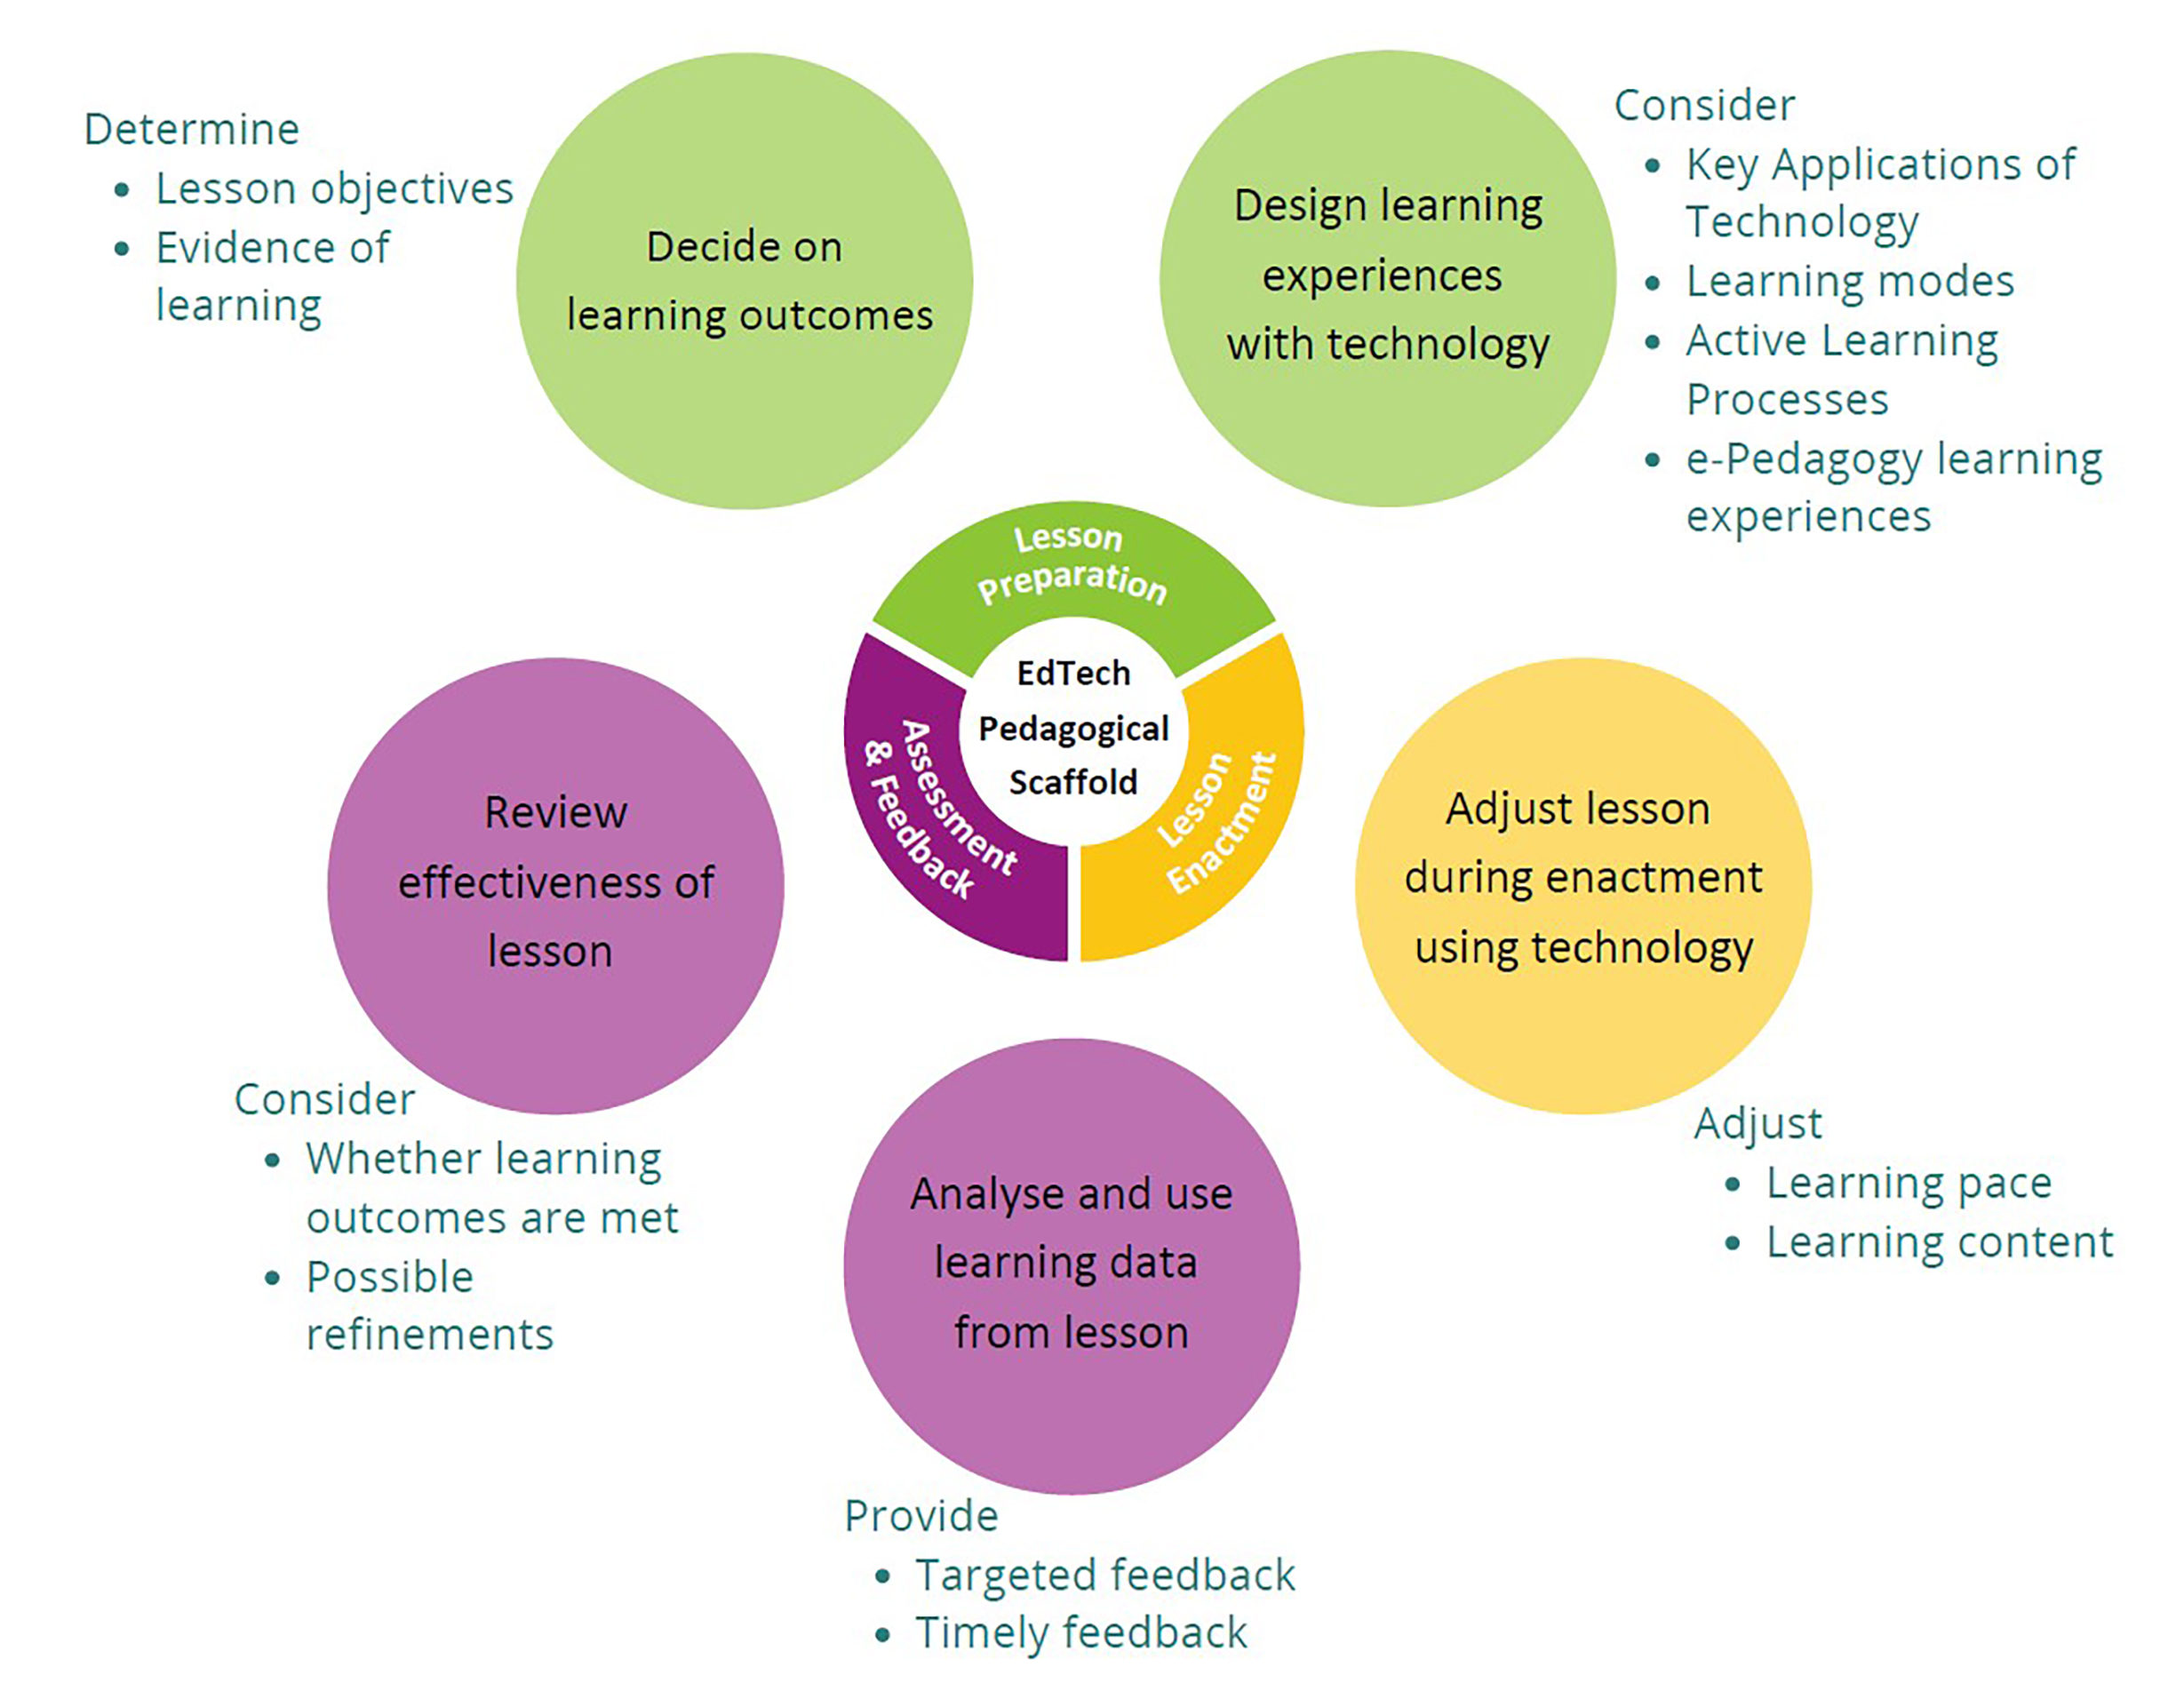 Determine
• Lesson objectives
• Evidence of
learning
Decide on
learning outcomes
Design learning
experiences
with technology
Consider
• Key Applications of
Technology
• Learning modes
• Active Learning
Processes
• e-Pedagogy learning
experiences
Lesson
Preparation
EdTech
Pedagogical
Scaffold
Assessment
& Feedback
Lesson
Enactment
Adjust lesson
during enactment
using technology
Adjust
• Learning pace
• Learning content
Analyse and use
learning data
from lesson
Provide
• Targeted feedback
• Timely feedback
Review
effectiveness of
lesson
Consider
• Whether learning
outcomes are met
• Possible
refinements